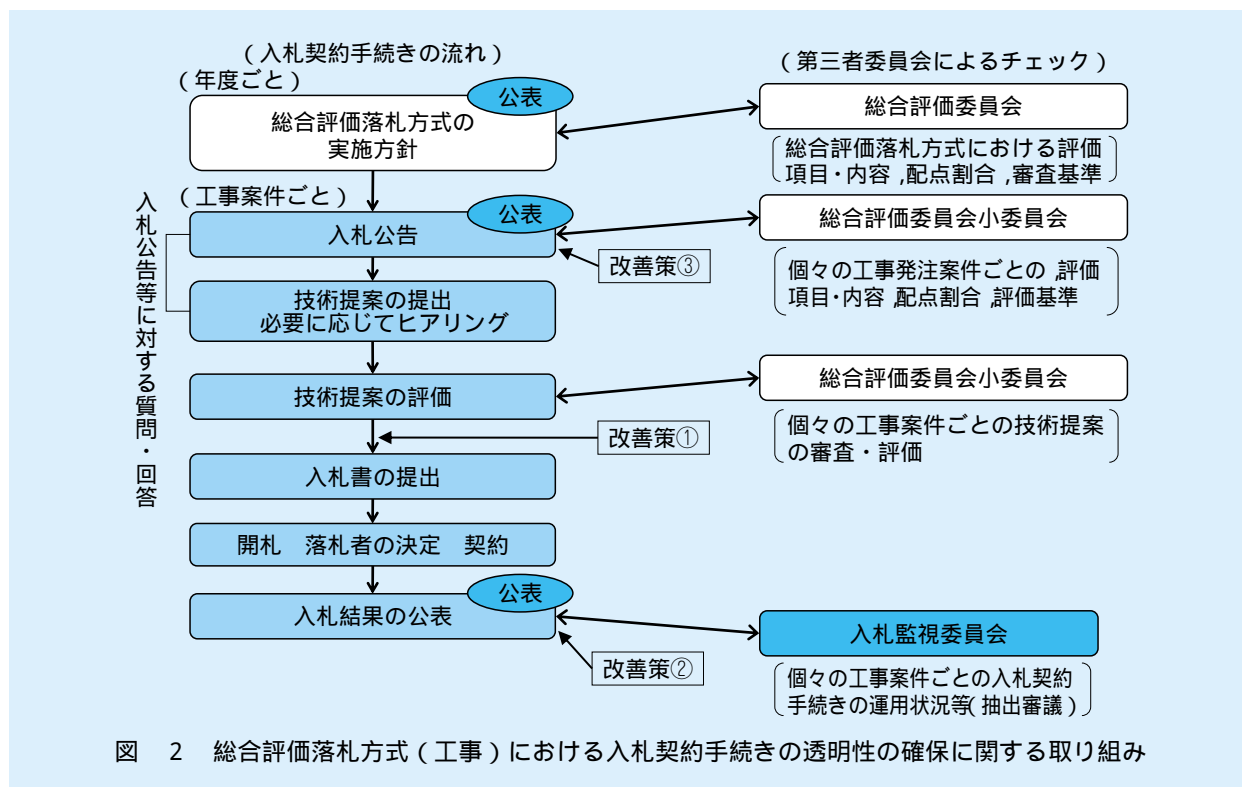 (入札契約手続きの流れ)
(年度ごと)
公表
総合評価落札方式の
実施方針
(工事案件ごと)
公表
入札公告
改善策③
技術提案の提出
必要に応じてヒアリング
入札公告等に対する質問・回答
技術提案の評価
改善策①
入札書の提出
開札 落札者の決定 契約
公表
入札結果の公表
改善策②
(第三者委員会によるチェック)
総合評価委員会
総合評価落札方式における評価
項目・内容,配点割合,審査基準
総合評価委員会小委員会
個々の工事発注案件ごとの,評価
項目・内容,配点割合,評価基準
総合評価委員会小委員会
個々の工事案件ごとの技術提案
の審査・評価
入札監視委員会
個々の工事案件ごとの入札契約
手続きの運用状況等(抽出審議)
図 2 総合評価落札方式(工事)における入札契約手続きの透明性の確保に関する取り組み